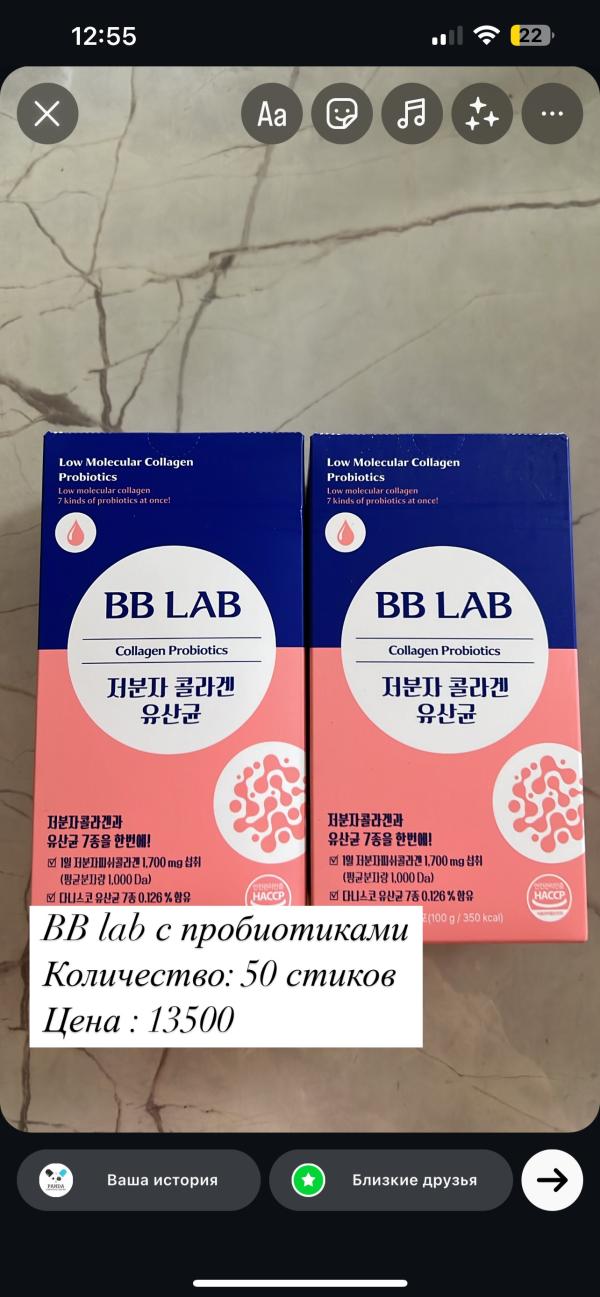 12:55
22
Aa
Low Molecular Collagen
Probiotics
Low molecular collagen
7 kinds of probiotics at once!
BB LAB
Collagen Probiotics
저분자 콜라겐
유산균
저분자콜라겐과
유산균 7종을 한번에!
1일 저분자피쉬콜라겐 1,700 mg 섭취
(평균분자량 1,000 Da)
다니스코 유산균 7종 0.126 % 함유
HACCP
Low Molecular Collagen
Probiotics
Low molecular collagen
7 kinds of probiotics at once!
BB LAB
Collagen Probiotics
저분자 콜라겐
유산균
저분자콜라겐과
유산균 7종을 한번에!
1일 저분자피쉬콜라겐 1,700 mg 섭취
(평균분자량 1,000 Da)
다니스코 유산균 7종 0.126 % 함유
안전관리인증
HACCP
(100 g / 350 kcal)
BB lab с пробиотиками
Количество: 50 стиков
Цена : 13500
PANDA
Ваша история
Близкие друзья